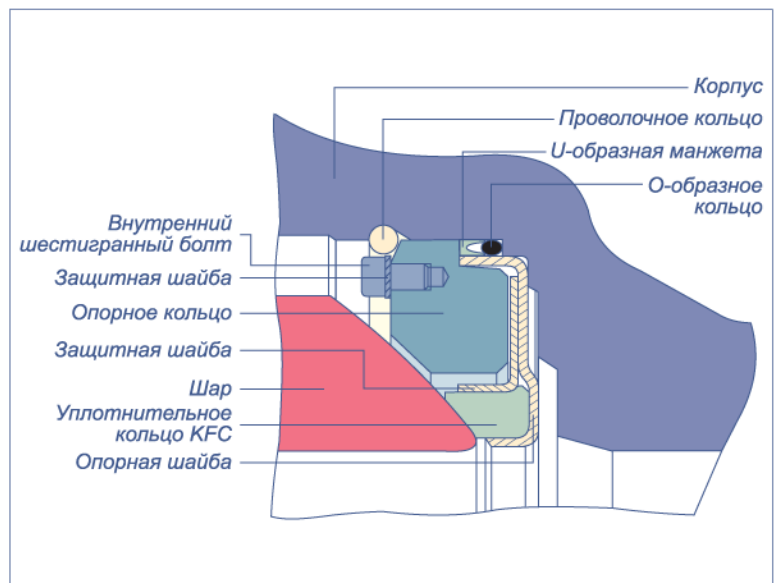 Корпус
Проволочное кольцо
U-образная манжета
О-образное
кольцо
Внутренний
шестигранный болт
Защитная шайба
Опорное кольцо
Защитная шайба
Шар
Уплотнительное
кольцо KFC
Опорная шайба